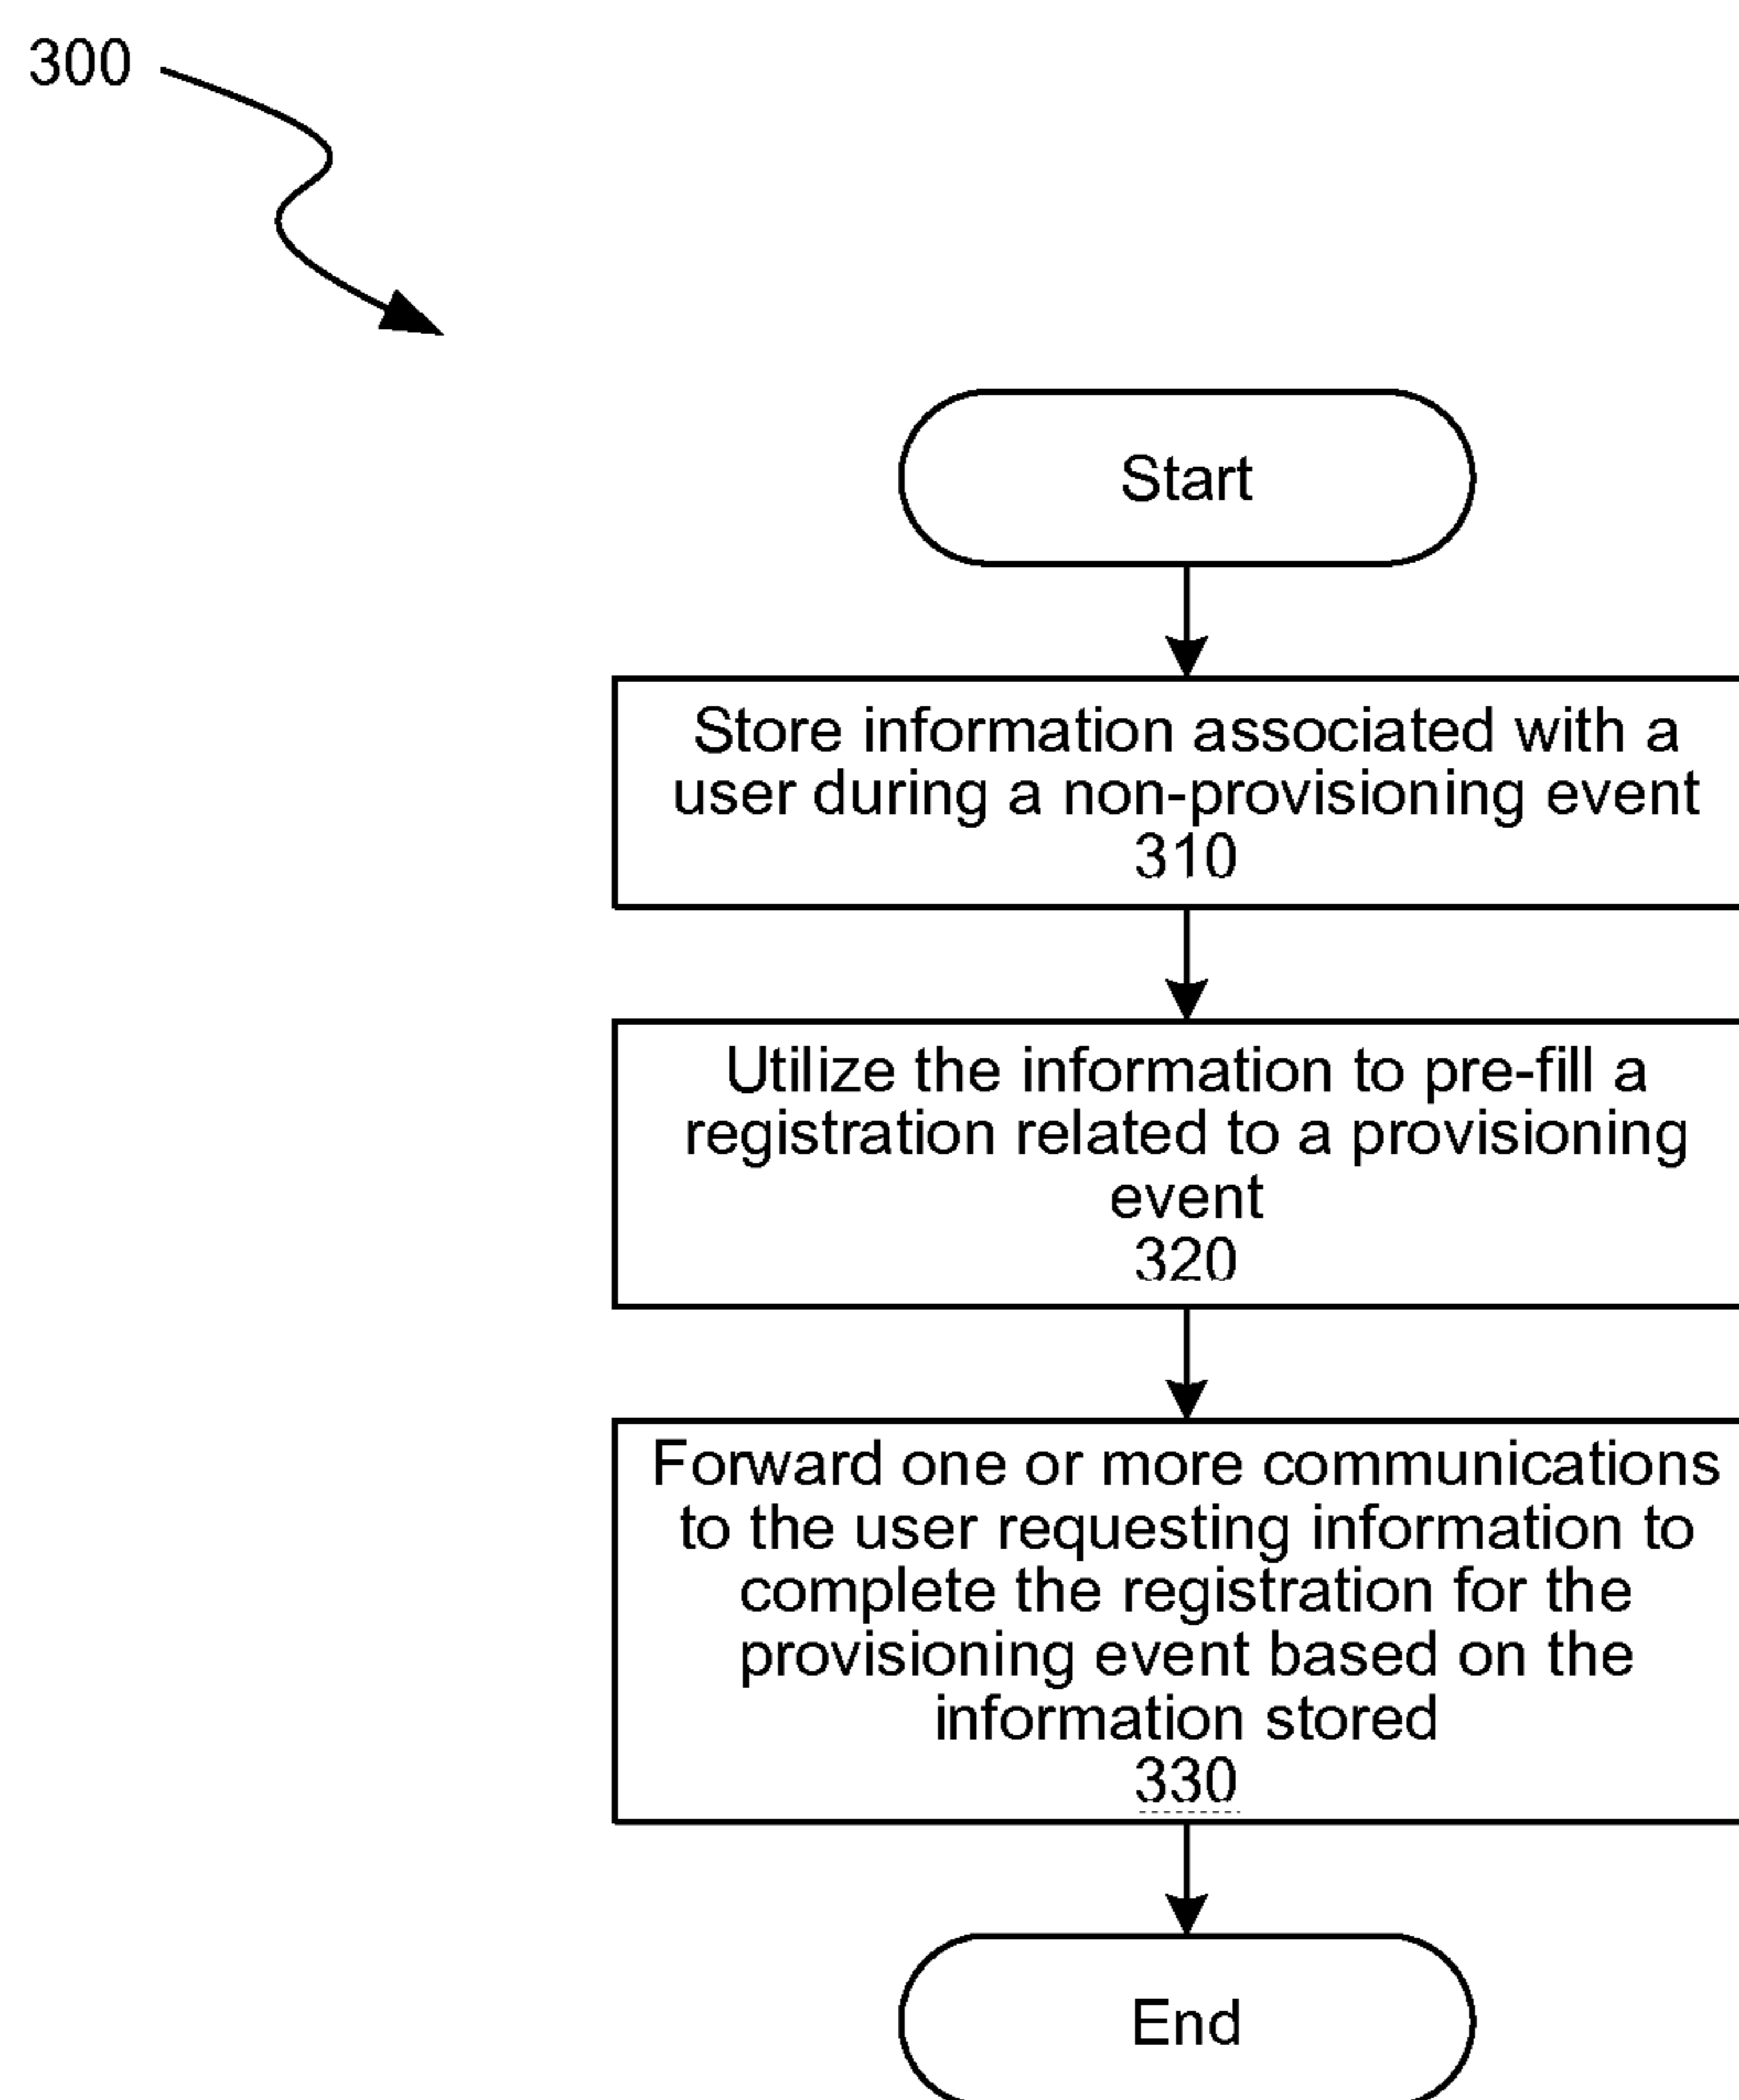 300
Start
Store information associated with a
user during a non-provisioning event
310
Utilize the information to pre-fill a
registration related to a provisioning
event
320
Forward one or more communications
to the user requesting information to
complete the registration for the
provisioning event based on the
information stored
330
End